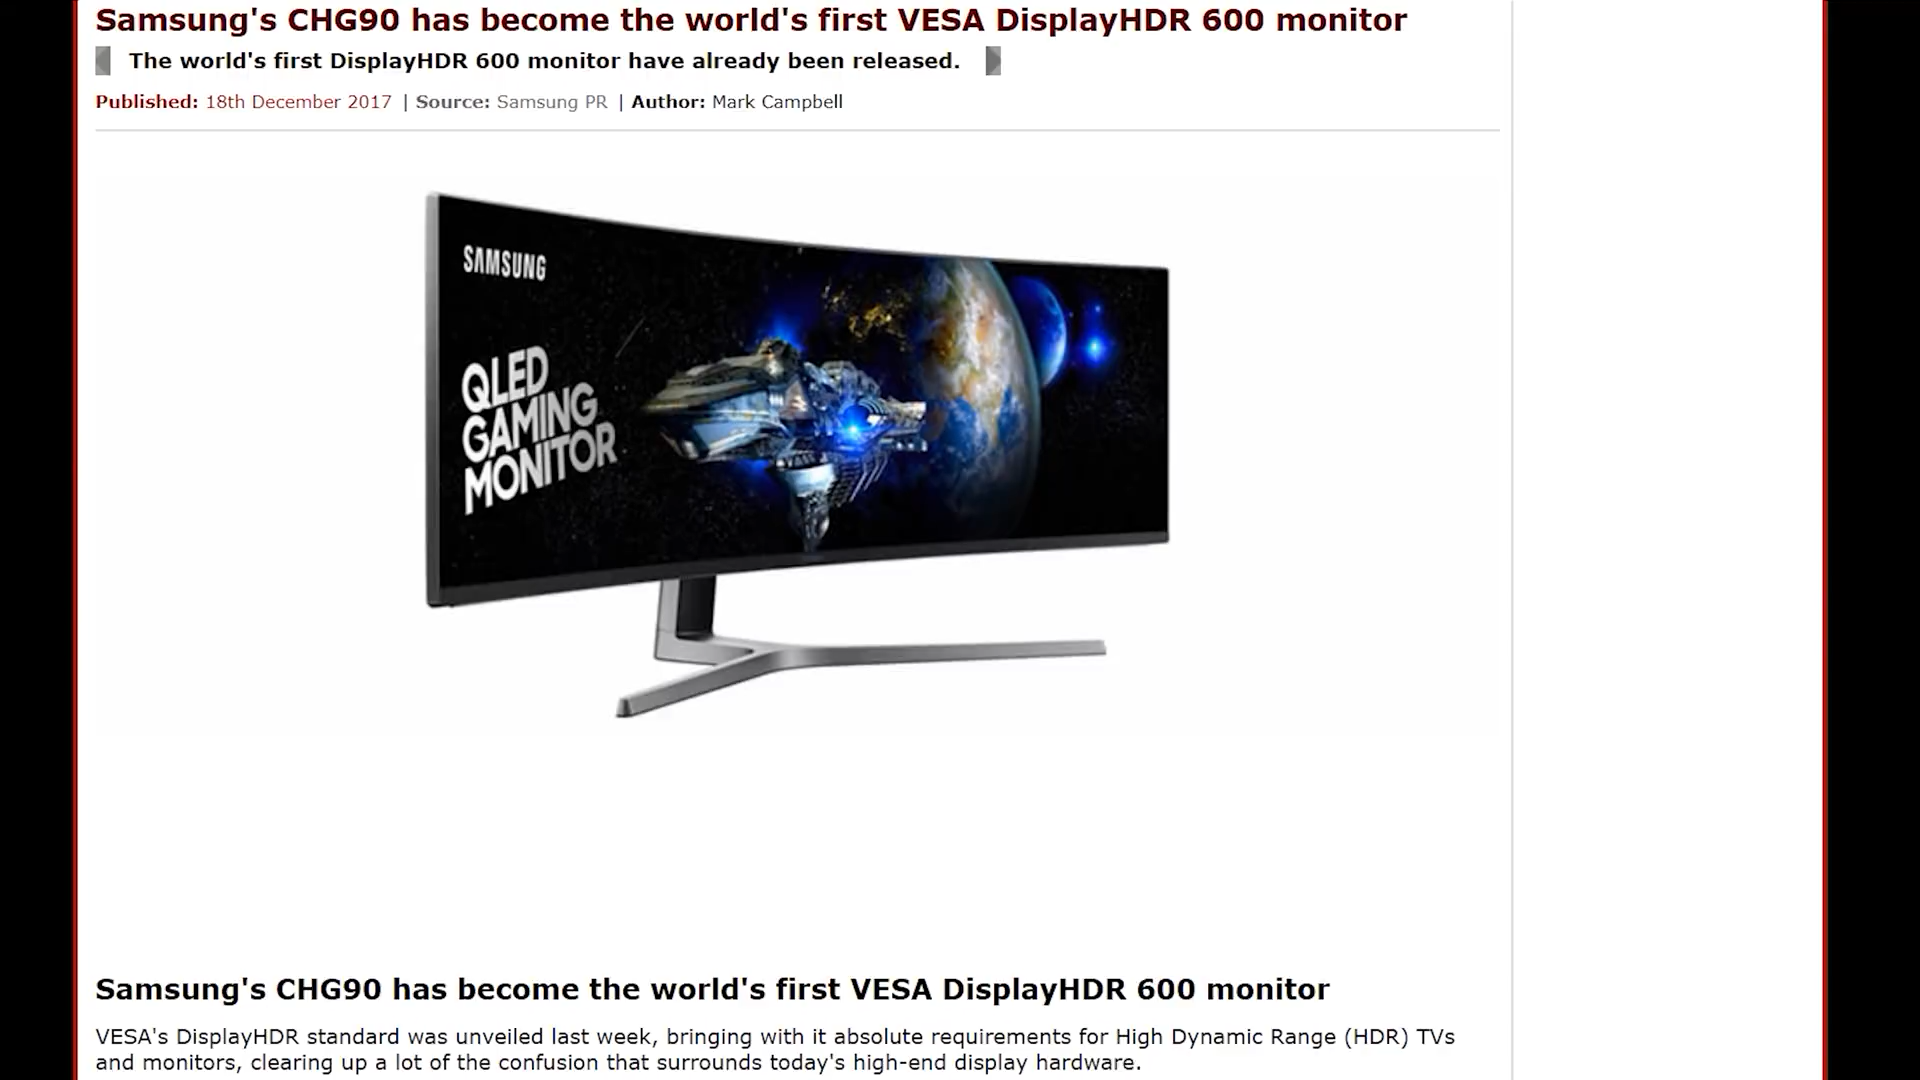 Samsung's CHG90 has become the world's first VESA DisplayHDR 600 monitor
The world's first DisplayHDR 600 monitor have already been released.
Published: 18th December 2017 | Source: Samsung PR | Author: Mark Campbell
SAMSUNG
QLED
GAMING
MONITOR
Samsung's CHG90 has become the world's first VESA DisplayHDR 600 monitor
VESA's DisplayHDR standard was unveiled last week, bringing with it absolute requirements for High Dynamic Range (HDR) TVs
and monitors, clearing up a lot of the confusion that surrounds today's high-end display hardware.